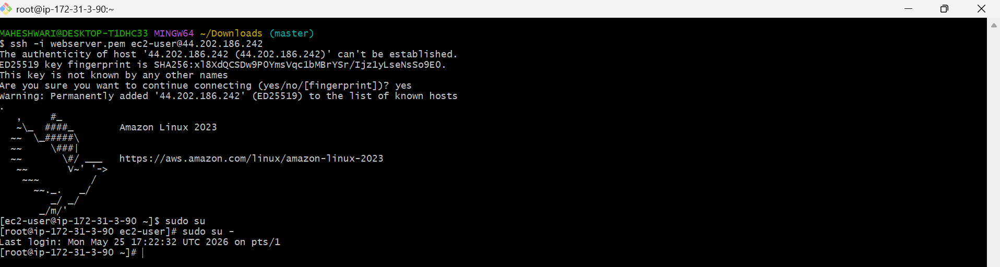 root@ip-172-31-3-90:~
MAHESHWARI@DESKTOP-T1DHC33 MINGW64 ~/Downloads (master)
$ ssh -i webserver.pem ec2-user@44.202.186.242
The authenticity of host '44.202.186.242 (44.202.186.242)' can't be established.
ED25519 key fingerprint is SHA256:xl8XdQCSDw9P0YmsVqc1bMBrYSr/Ijz1yLseNsSo9E0.
This key is not known by any other names
Are you sure you want to continue connecting (yes/no/[fingerprint])? yes
Warning: Permanently added '44.202.186.242' (ED25519) to the list of known hosts
.
   ,     #_
   ~\_  ####_        Amazon Linux 2023
  ~~  \_#####\
  ~~     \###|
  ~~       \#/ ___   https://aws.amazon.com/linux/amazon-linux-2023
   ~~       V~' '->
    ~~~         /
      ~~._.   _/
         _/ _/
       _/m/'
[ec2-user@ip-172-31-3-90 ~]$ sudo su
[root@ip-172-31-3-90 ec2-user]# sudo su -
Last login: Mon May 25 17:22:32 UTC 2026 on pts/1
[root@ip-172-31-3-90 ~]#